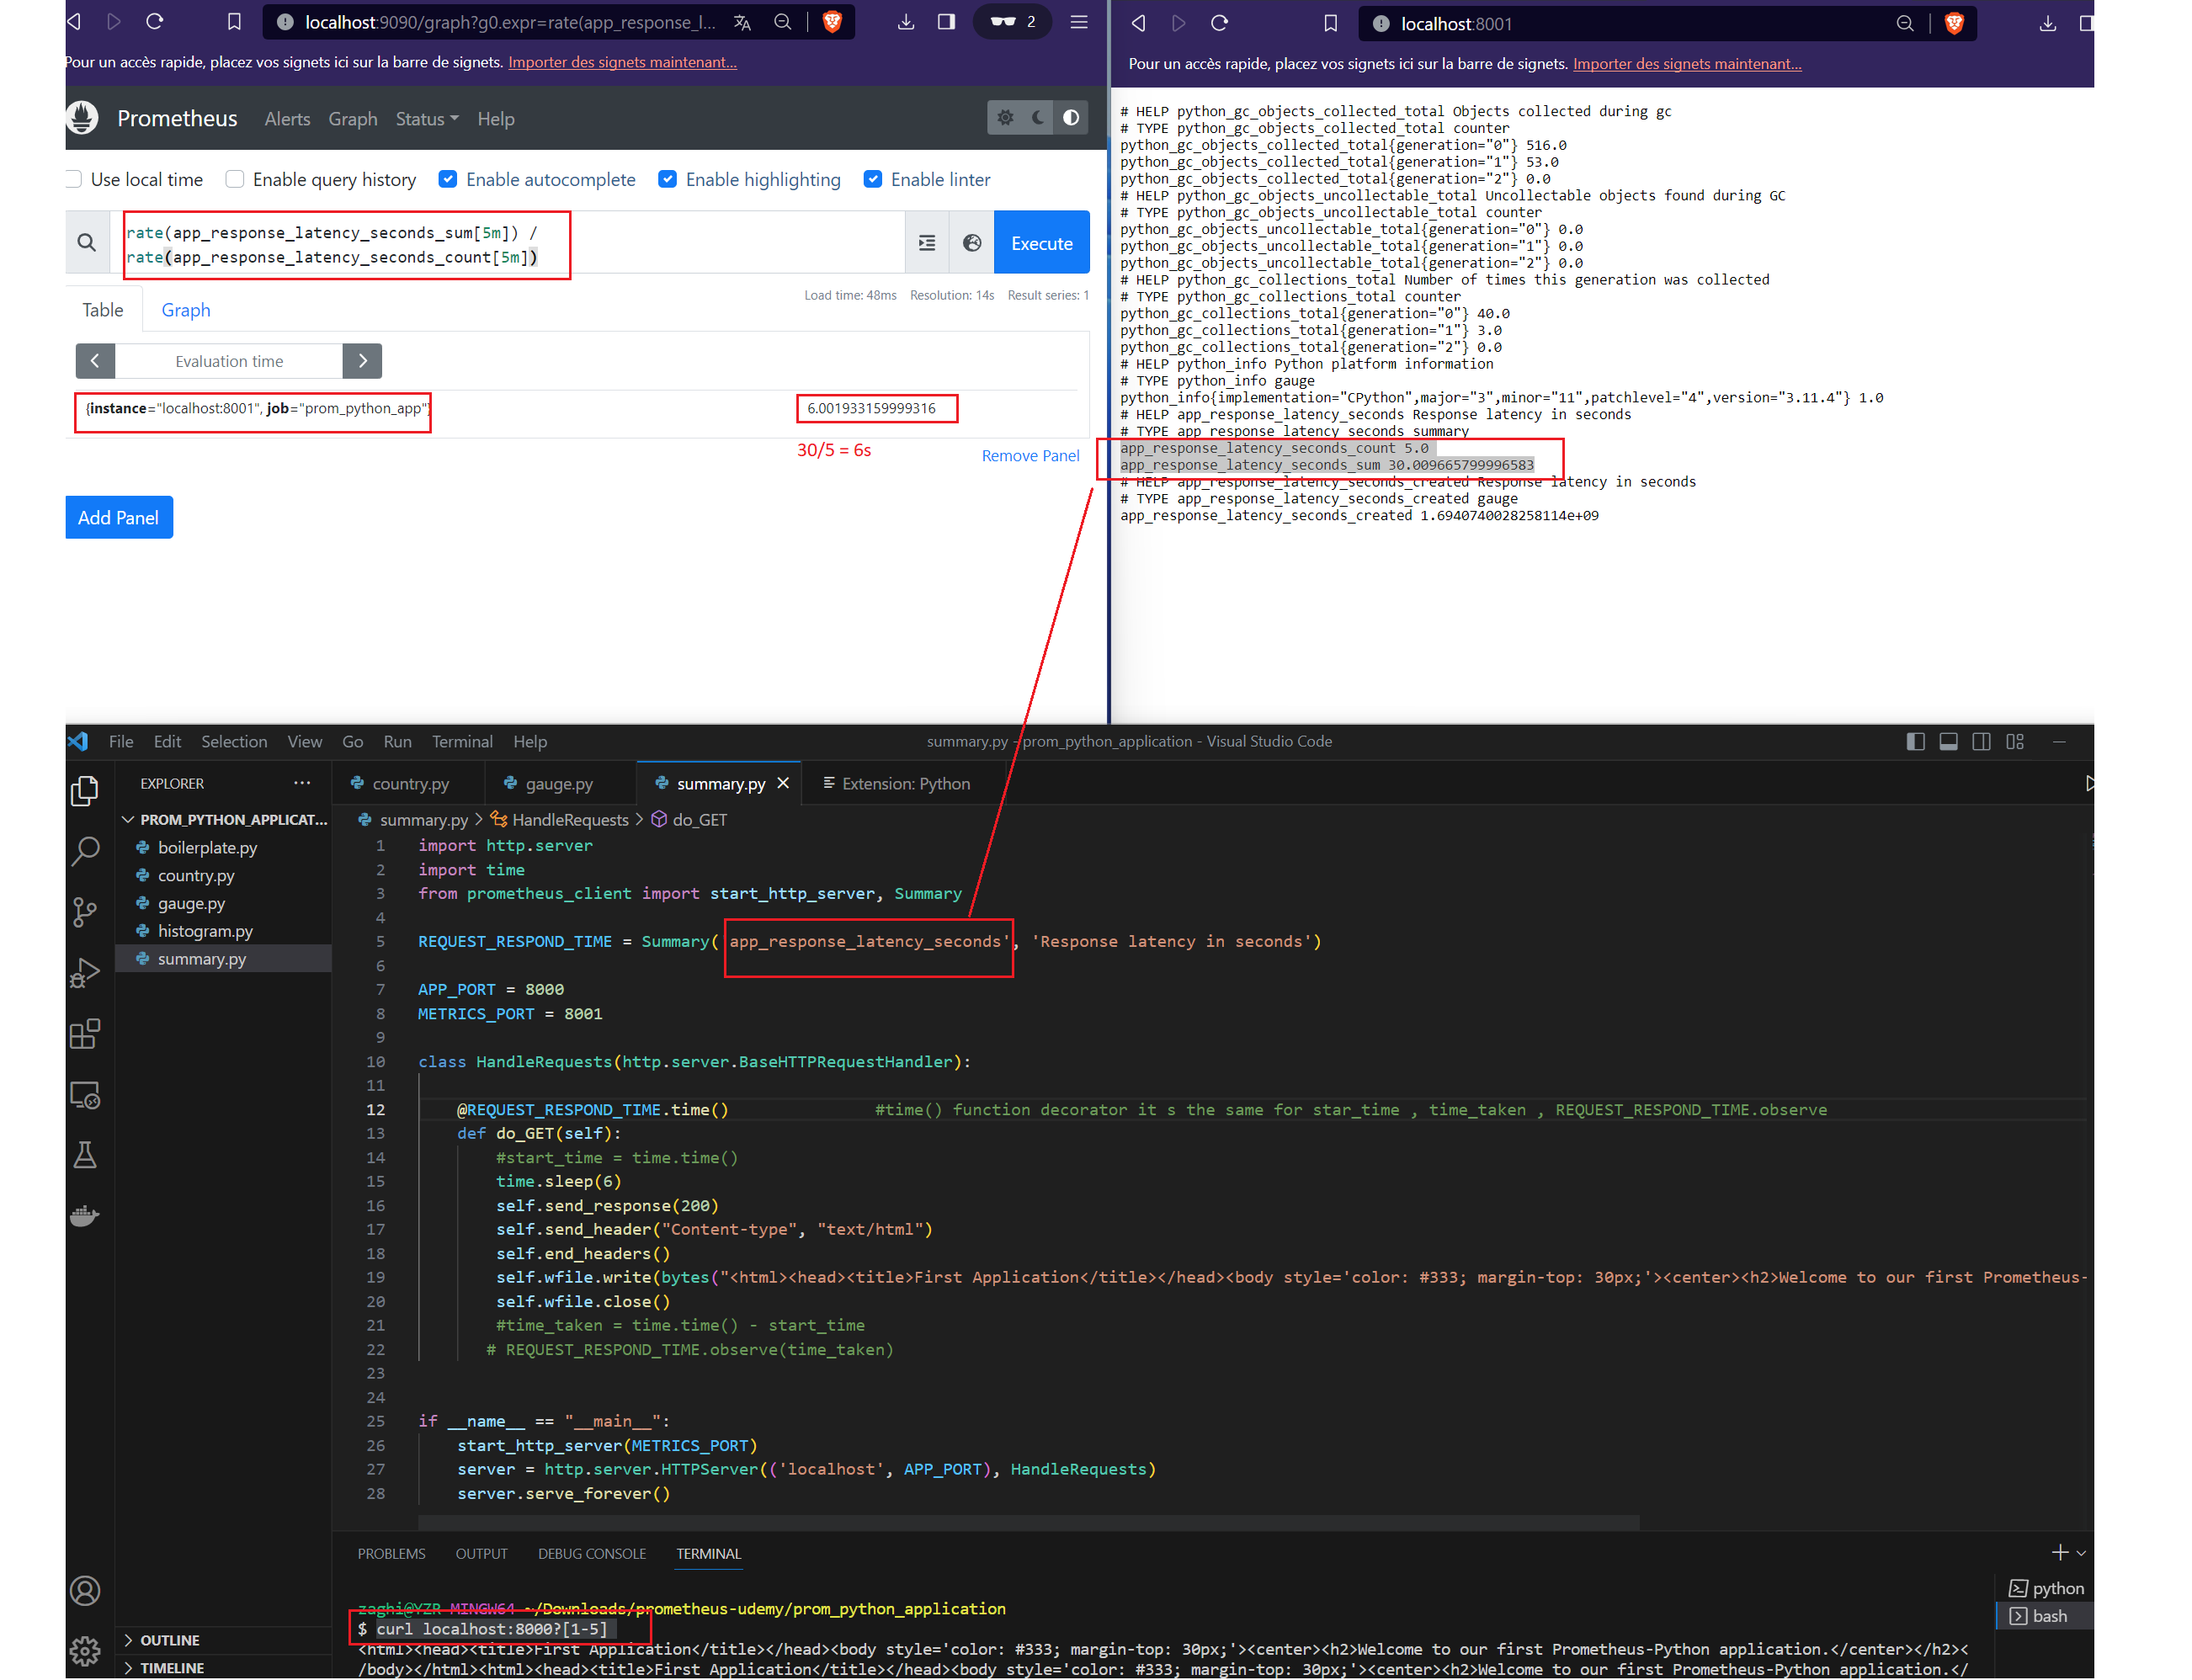 localhost:9090/graph?g0.expr=rate(app_response_l... 2
Pour un accès rapide, placez vos signets ici sur la barre de signets. Importer des signets maintenant...
Prometheus Alerts Graph Status Help
Use local time Enable query history Enable autocomplete Enable highlighting Enable linter
rate(app_response_latency_seconds_sum[5m]) /
rate(app_response_latency_seconds_count[5m])
Execute
Load time: 48ms Resolution: 14s Result series: 1
Table Graph
Evaluation time
{instance="localhost:8001", job="prom_python_app"} 6.001933159999316
30/5 = 6s
Remove Panel
Add Panel
localhost:8001
Pour un accès rapide, placez vos signets ici sur la barre de signets. Importer des signets maintenant...
# HELP python_gc_objects_collected_total Objects collected during gc
# TYPE python_gc_objects_collected_total counter
python_gc_objects_collected_total{generation="0"} 516.0
python_gc_objects_collected_total{generation="1"} 53.0
python_gc_objects_collected_total{generation="2"} 0.0
# HELP python_gc_objects_uncollectable_total Uncollectable objects found during GC
# TYPE python_gc_objects_uncollectable_total counter
python_gc_objects_uncollectable_total{generation="0"} 0.0
python_gc_objects_uncollectable_total{generation="1"} 0.0
python_gc_objects_uncollectable_total{generation="2"} 0.0
# HELP python_gc_collections_total Number of times this generation was collected
# TYPE python_gc_collections_total counter
python_gc_collections_total{generation="0"} 40.0
python_gc_collections_total{generation="1"} 3.0
python_gc_collections_total{generation="2"} 0.0
# HELP python_info Python platform information
# TYPE python_info gauge
python_info{implementation="CPython",major="3",minor="11",patchlevel="4",version="3.11.4"} 1.0
# HELP app_response_latency_seconds Response latency in seconds
# TYPE app_response_latency_seconds summary
app_response_latency_seconds_count 5.0
app_response_latency_seconds_sum 30.009665799996583
# HELP app_response_latency_seconds_created Response latency in seconds
# TYPE app_response_latency_seconds_created gauge
app_response_latency_seconds_created 1.6940740028258114e+09
File Edit Selection View Go Run Terminal Help summary.py - prom_python_application - Visual Studio Code
EXPLORER ··· country.py gauge.py summary.py Extension: Python
PROM_PYTHON_APPLICAT...
boilerplate.py
country.py
gauge.py
histogram.py
summary.py
OUTLINE
TIMELINE
summary.py > HandleRequests > do_GET
1 import http.server
2 import time
3 from prometheus_client import start_http_server, Summary
4
5 REQUEST_RESPOND_TIME = Summary('app_response_latency_seconds', 'Response latency in seconds')
6
7 APP_PORT = 8000
8 METRICS_PORT = 8001
9
10 class HandleRequests(http.server.BaseHTTPRequestHandler):
11
12 @REQUEST_RESPOND_TIME.time() #time() function decorator it s the same for star_time , time_taken , REQUEST_RESPOND_TIME.observe
13 def do_GET(self):
14 #start_time = time.time()
15 time.sleep(6)
16 self.send_response(200)
17 self.send_header("Content-type", "text/html")
18 self.end_headers()
19 self.wfile.write(bytes("<html><head><title>First Application</title></head><body style='color: #333; margin-top: 30px;'><center><h2>Welcome to our first Prometheus-
20 self.wfile.close()
21 #time_taken = time.time() - start_time
22 # REQUEST_RESPOND_TIME.observe(time_taken)
23
24
25 if __name__ == "__main__":
26 start_http_server(METRICS_PORT)
27 server = http.server.HTTPServer(('localhost', APP_PORT), HandleRequests)
28 server.serve_forever()
PROBLEMS OUTPUT DEBUG CONSOLE TERMINAL
python
bash
zaghi@YZR MINGW64 ~/Downloads/prometheus-udemy/prom_python_application
$ curl localhost:8000?[1-5]
<html><head><title>First Application</title></head><body style='color: #333; margin-top: 30px;'><center><h2>Welcome to our first Prometheus-Python application.</center></h2><
/body></html><html><head><title>First Application</title></head><body style='color: #333; margin-top: 30px;'><center><h2>Welcome to our first Prometheus-Python application.</